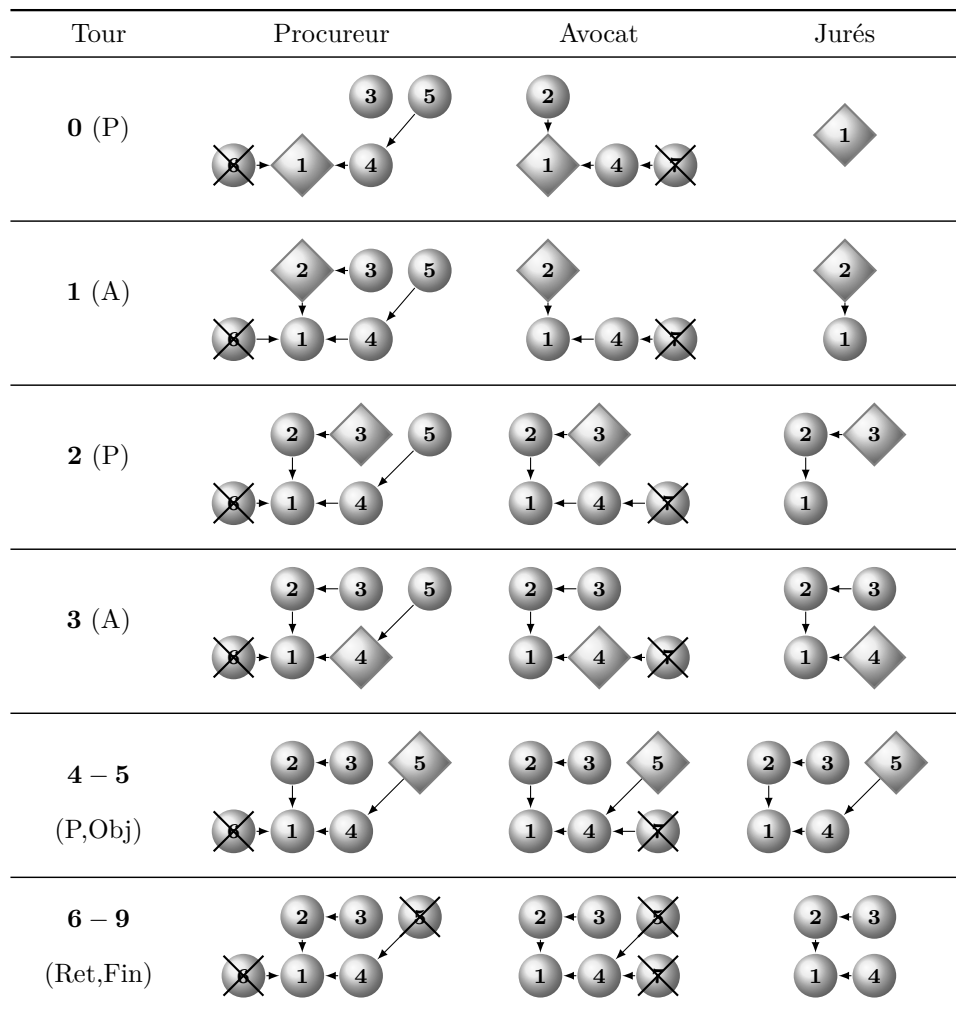 Tour Procureur Avocat Jurés
3 5 2
0 (P) 1
6 1 4 1 4 7
2 3 5 2 2
1 (A)
6 1 4 1 4 7 1
2 3 5 2 3 2 3
2 (P)
6 1 4 1 4 7 1
2 3 5 2 3 2 3
3 (A)
6 1 4 1 4 7 1 4
2 3 5 2 3 5 2 3 5
4 – 5
(P,Obj) 6 1 4 1 4 7 1 4
6 – 9 2 3 5 2 3 5 2 3
(Ret,Fin) 6 1 4 1 4 7 1 4